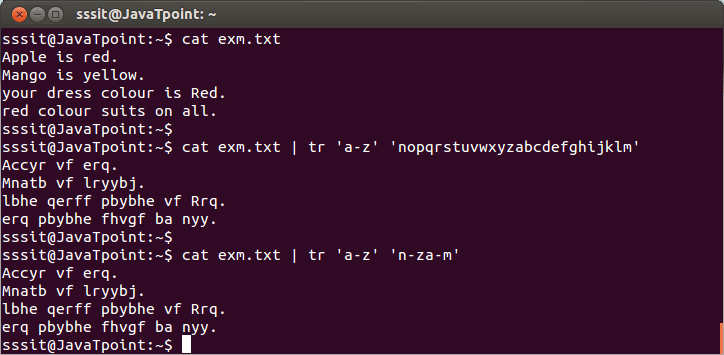 sssit@JavaTpoint: ~
sssit@JavaTpoint:~$ cat exm.txt
Apple is red.
Mango is yellow.
your dress colour is Red.
red colour suits on all.
sssit@JavaTpoint:~$
sssit@JavaTpoint:~$ cat exm.txt | tr 'a-z' 'nopqrstuvwxyzabcdefghijklm'
Accyr vf erq.
Mnatb vf lryybj.
lbhe qerff pbybhe vf Rrq.
erq pbybhe fhvgf ba nyy.
sssit@JavaTpoint:~$
sssit@JavaTpoint:~$ cat exm.txt | tr 'a-z' 'n-za-m'
Accyr vf erq.
Mnatb vf lryybj.
lbhe qerff pbybhe vf Rrq.
erq pbybhe fhvgf ba nyy.
sssit@JavaTpoint:~$